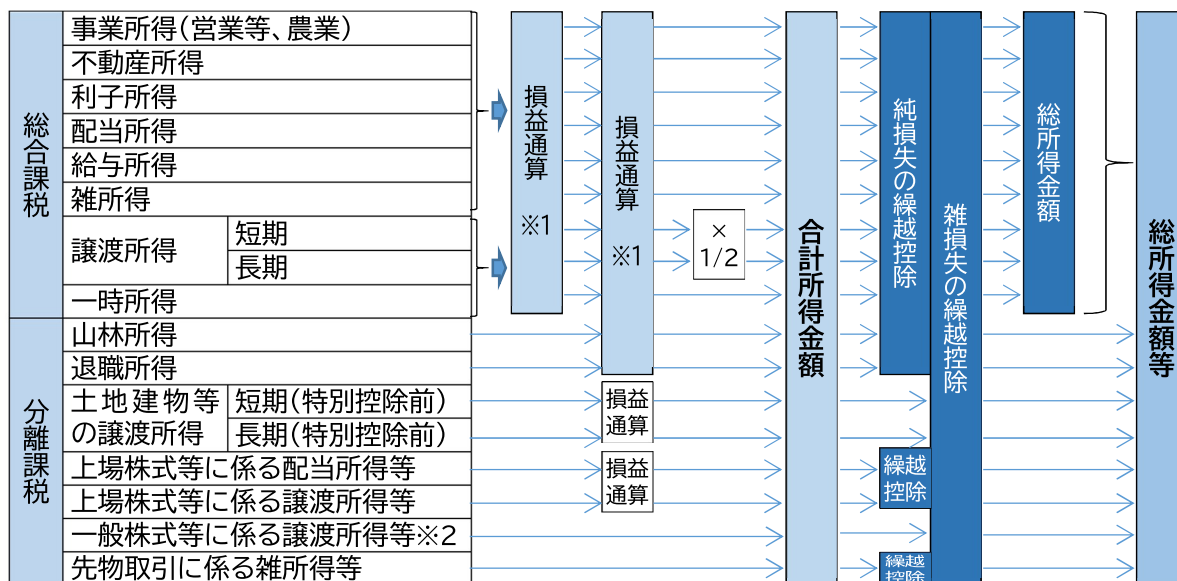 総合課税
事業所得(営業等、農業)
不動産所得
利子所得
配当所得
給与所得
雑所得
譲渡所得
短期
長期
一時所得
分離課税
山林所得
退職所得
土地建物等
の譲渡所得
短期(特別控除前)
長期(特別控除前)
上場株式等に係る配当所得等
上場株式等に係る譲渡所得等
一般株式等に係る譲渡所得等※2
先物取引に係る雑所得等
損益通算 ※1
損益通算 ※1
損益
通算
損益
通算
×
1/2
合計所得金額
純損失の繰越控除
繰越
控除
繰越
控除
雑損失の繰越控除
総所得金額
総所得金額等